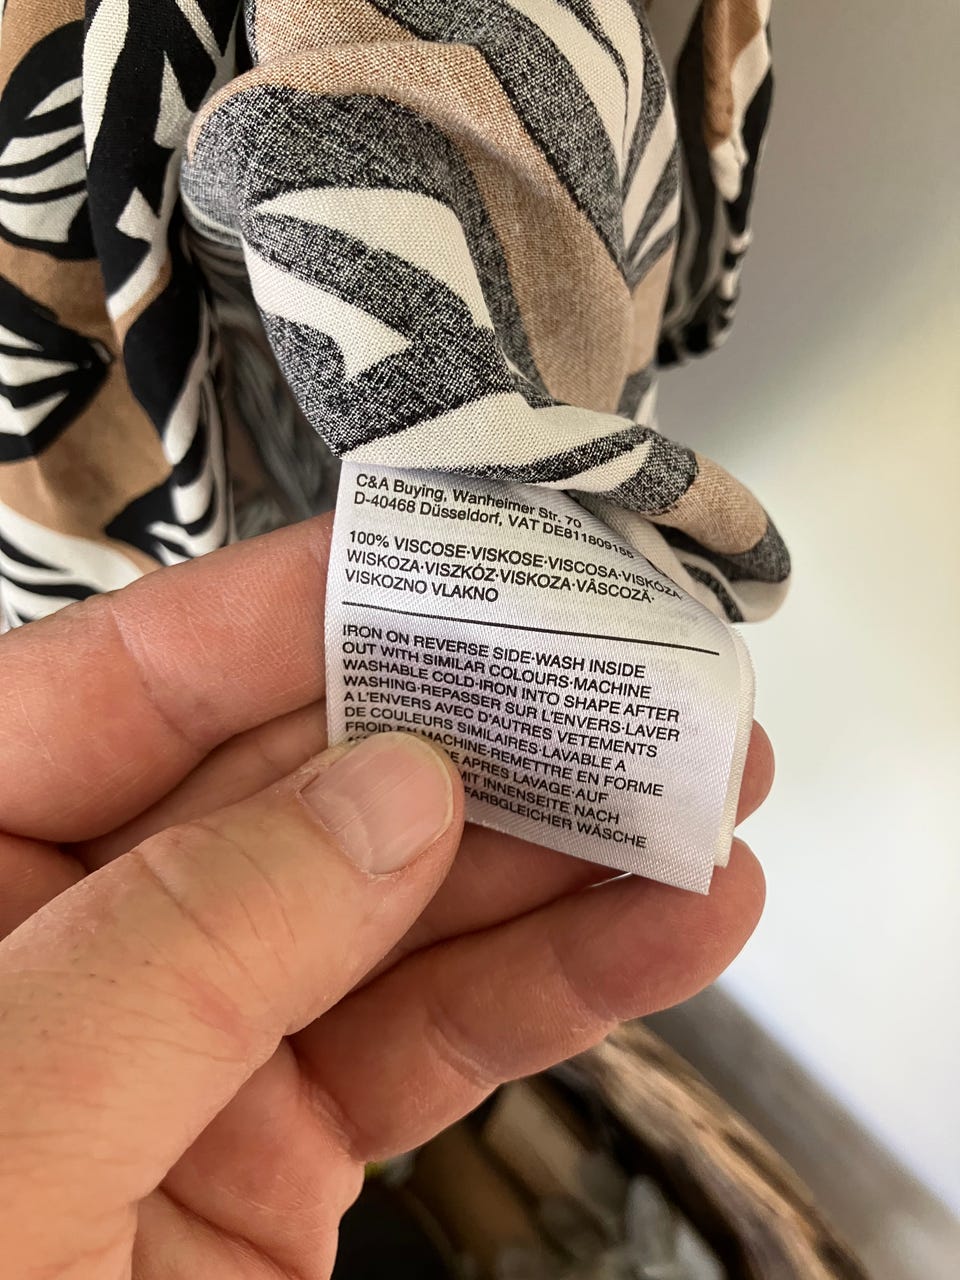 C&A Buying, Wanheimer Str. 70
D-40468 Düsseldorf, VAT DE811809158
100% VISCOSE·VISKOSE·VISCOSA·VISKÓZA·
WISKOZA·VISZKÓZ·VISKOZA·VÂSCOZĂ·
VISKOZNO VLAKNO
IRON ON REVERSE SIDE·WASH INSIDE
OUT WITH SIMILAR COLOURS·MACHINE
WASHABLE COLD·IRON INTO SHAPE AFTER
WASHING·REPASSER SUR L'ENVERS·LAVER
A L'ENVERS AVEC D'AUTRES VETEMENTS
DE COULEURS SIMILAIRES·LAVABLE A
FROID EN MACHINE·REMETTRE EN FORME
APRES LAVAGE·AUF
MIT INNENSEITE NACH
FARBGLEICHER WÄSCHE